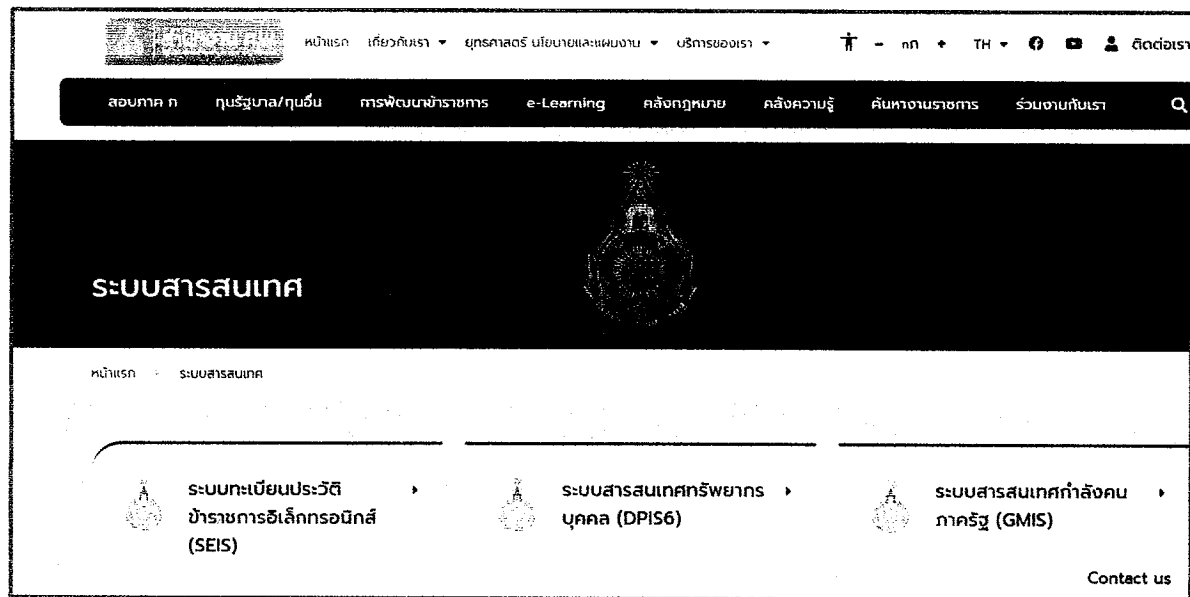 หน้าแรก เกี่ยวกับเรา ยุทธศาสตร์ นโยบายและแผนงาน บริการของเรา - กก + TH ติดต่อเรา
สอบภาค ก ทุนรัฐบาล/ทุนอื่น การพัฒนาข้าราชการ e-Learning คลังกฎหมาย คลังความรู้ ค้นหางานราชการ ร่วมงานกับเรา
ระบบสารสนเทศ
หน้าแรก ระบบสารสนเทศ
ระบบทะเบียนประวัติ
ข้าราชการอิเล็กทรอนิกส์
(SEIS)
ระบบสารสนเทศทรัพยากร
บุคคล (DPIS6)
ระบบสารสนเทศกำลังคน
ภาครัฐ (GMIS)
Contact us